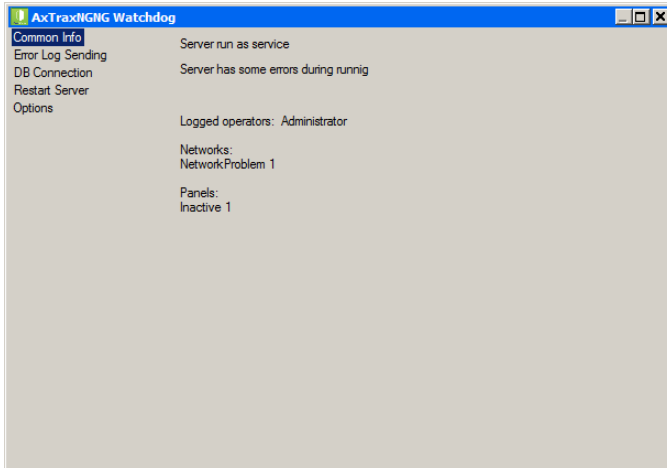 AxTraxNGNG Watchdog
Common Info
Error Log Sending
DB Connection
Restart Server
Options
Server run as service
Server has some errors during runnig
Logged operators: Administrator
Networks:
NetworkProblem 1
Panels:
Inactive 1